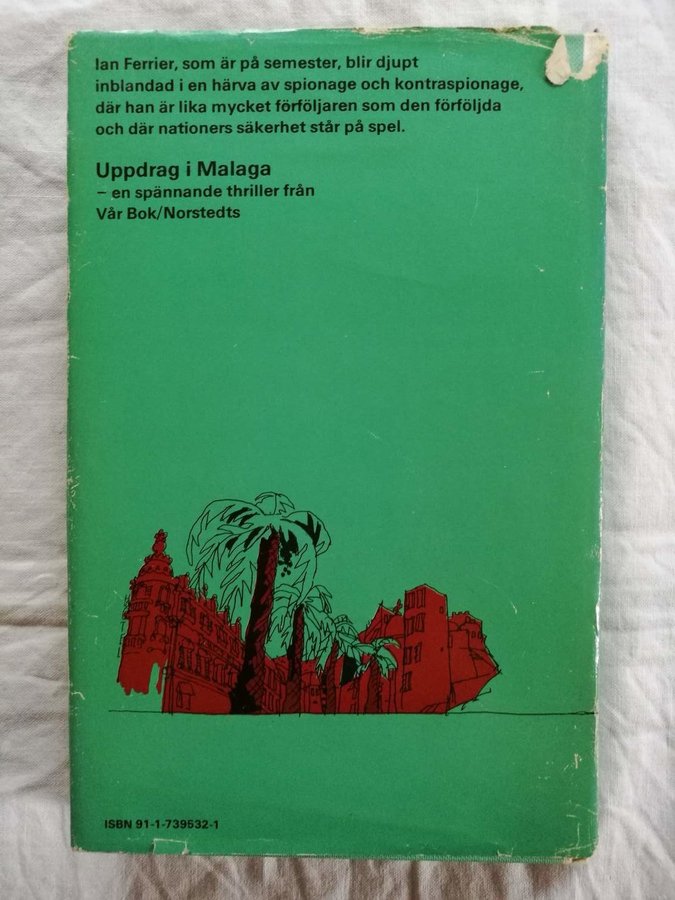 Ian Ferrier, som är på semester, blir djupt
inblandad i en härva av spionage och kontraspionage,
där han är lika mycket förföljaren som den förföljda
och där nationers säkerhet står på spel.
Uppdrag i Malaga
– en spännande thriller från
Vår Bok/Norstedts
ISBN 91-1-739632-1